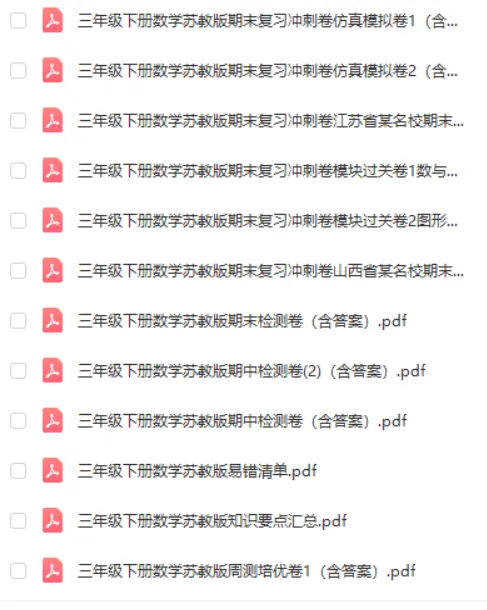 三年级下册数学苏教版期末复习冲刺卷仿真模拟卷1（含...
三年级下册数学苏教版期末复习冲刺卷仿真模拟卷2（含...
三年级下册数学苏教版期末复习冲刺卷江苏省某名校期末...
三年级下册数学苏教版期末复习冲刺卷模块过关卷1数与...
三年级下册数学苏教版期末复习冲刺卷模块过关卷2图形...
三年级下册数学苏教版期末复习冲刺卷山西省某名校期末...
三年级下册数学苏教版期末检测卷（含答案）.pdf
三年级下册数学苏教版期中检测卷(2)（含答案）.pdf
三年级下册数学苏教版期中检测卷（含答案）.pdf
三年级下册数学苏教版易错清单.pdf
三年级下册数学苏教版知识要点汇总.pdf
三年级下册数学苏教版周测培优卷1（含答案）.pdf